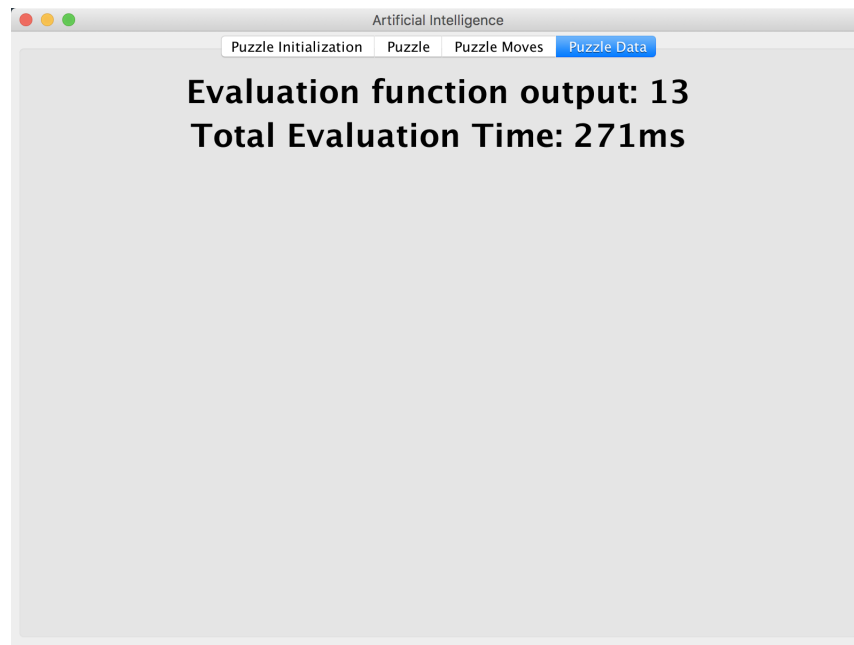 Artificial Intelligence
Puzzle Initialization Puzzle Puzzle Moves Puzzle Data
Evaluation function output: 13
Total Evaluation Time: 271ms